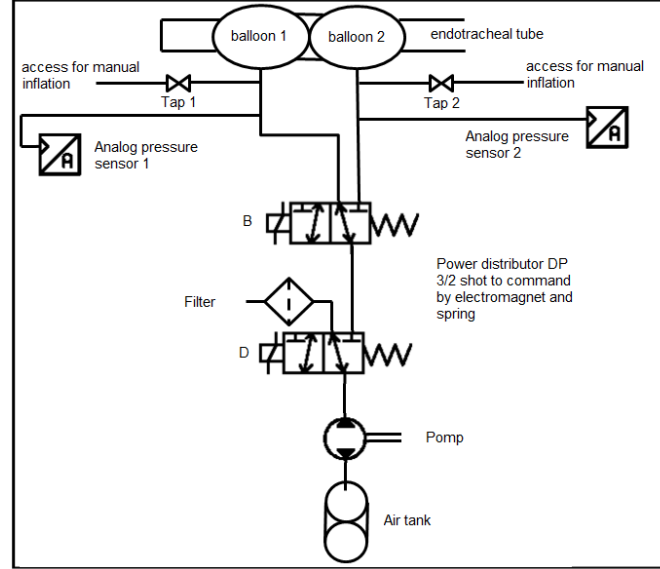 balloon 1
balloon 2
endotracheal tube
access for manual
inflation
Tap 1
access for manual
inflation
Tap 2
Analog pressure
sensor 1
A
Analog pressure
sensor 2
A
B
Power distributor DP
3/2 shot to command
by electromagnet and
spring
Filter
D
Pomp
Air tank